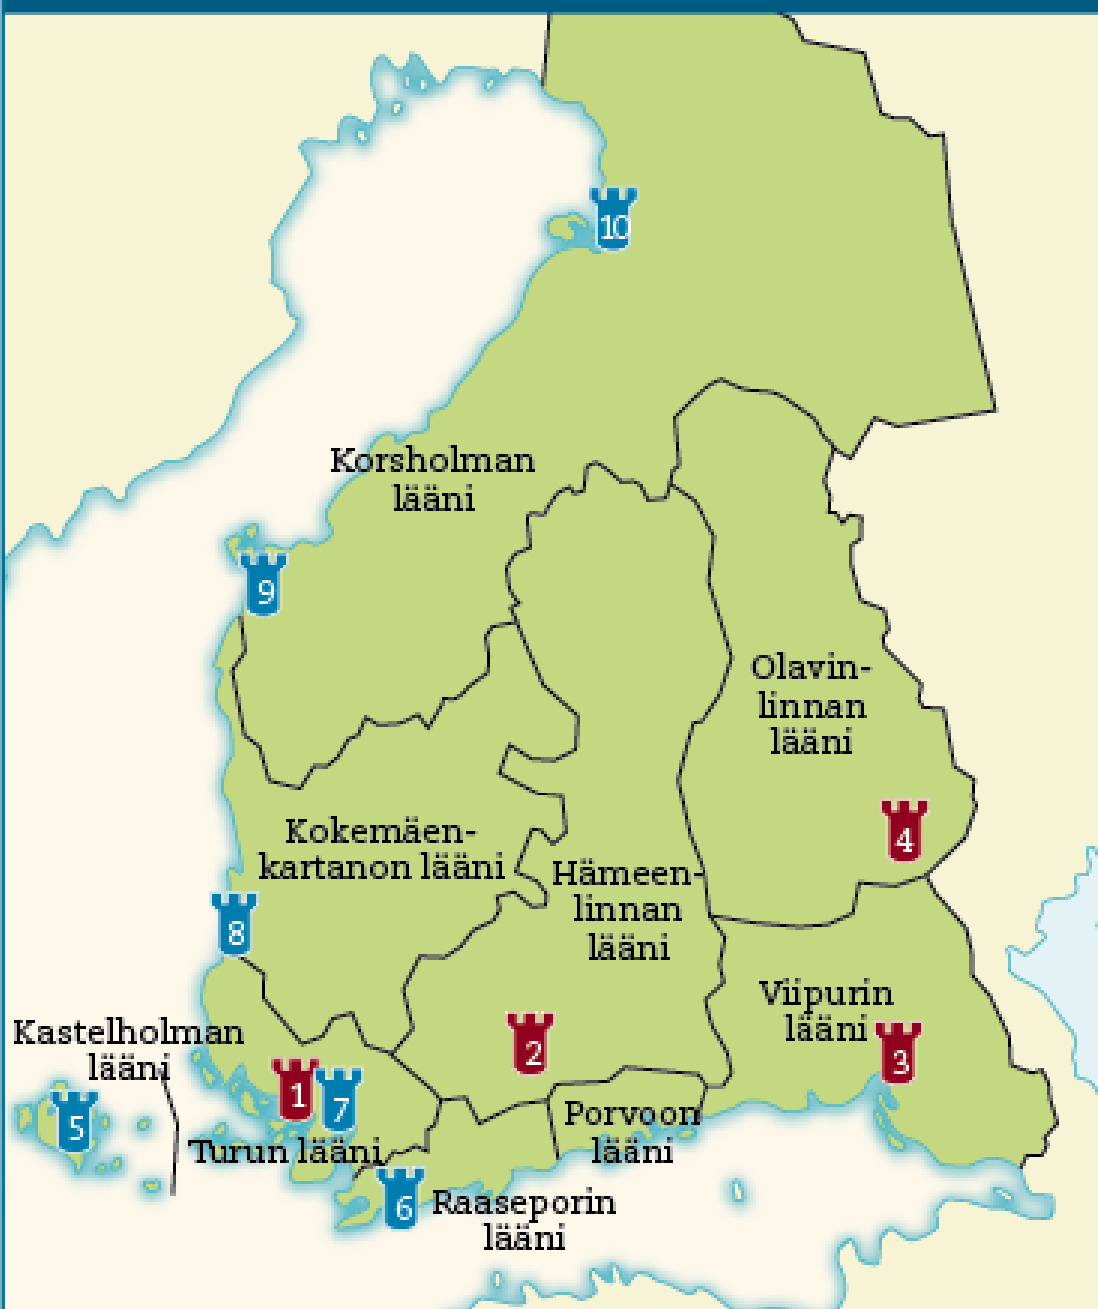 10
Korsholman
lääni
9
Olavin-
linnan
lääni
4
Kokemäen-
kartanon lääni
Hämeen-
linnan
lääni
8
Viipurin
lääni
3
Kastelholman
lääni
2
1
7
5
Porvoon
lääni
Turun lääni
6
Raaseporin
lääni